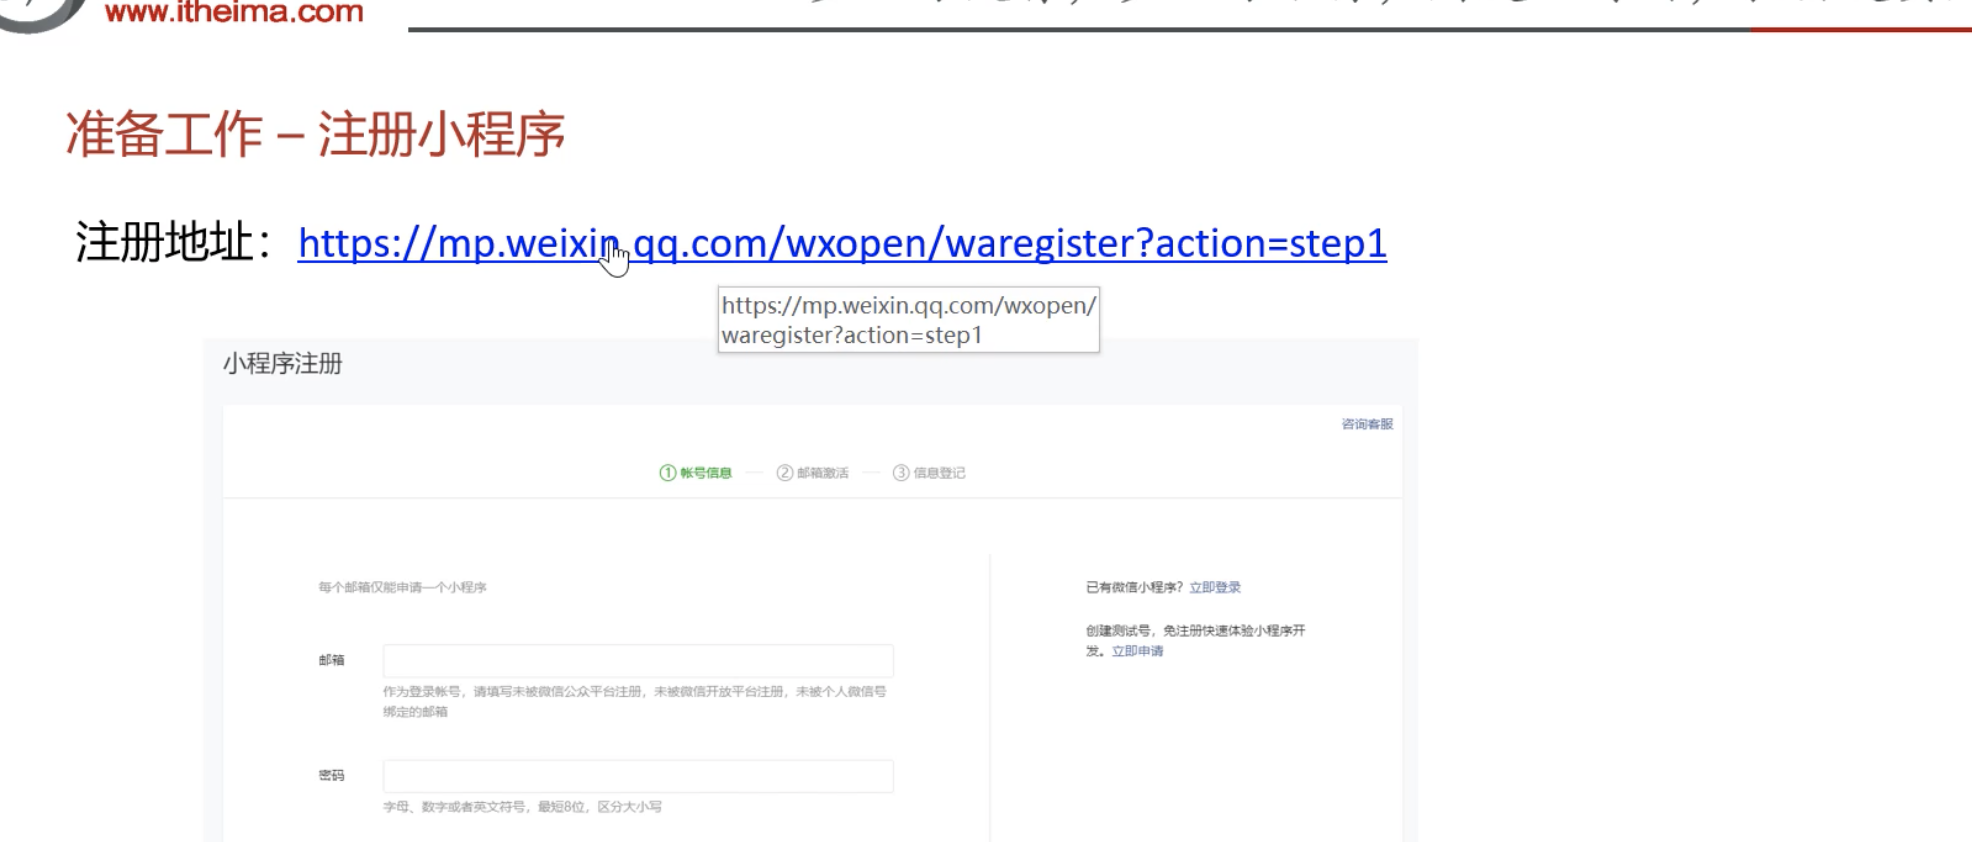 www.itheima.com
准备工作 – 注册小程序
注册地址：https://mp.weixin.qq.com/wxopen/waregister?action=step1
https://mp.weixin.qq.com/wxopen/
waregister?action=step1
小程序注册
咨询客服
① 帐号信息 — ② 邮箱激活 — ③ 信息登记
每个邮箱仅能申请一个小程序
已有微信小程序？立即登录
创建测试号，免注册快速体验小程序开
发。立即申请
邮箱
作为登录帐号，请填写未被微信公众平台注册，未被微信开放平台注册，未被个人微信号
绑定的邮箱
密码
字母、数字或者英文符号，最短8位，区分大小写